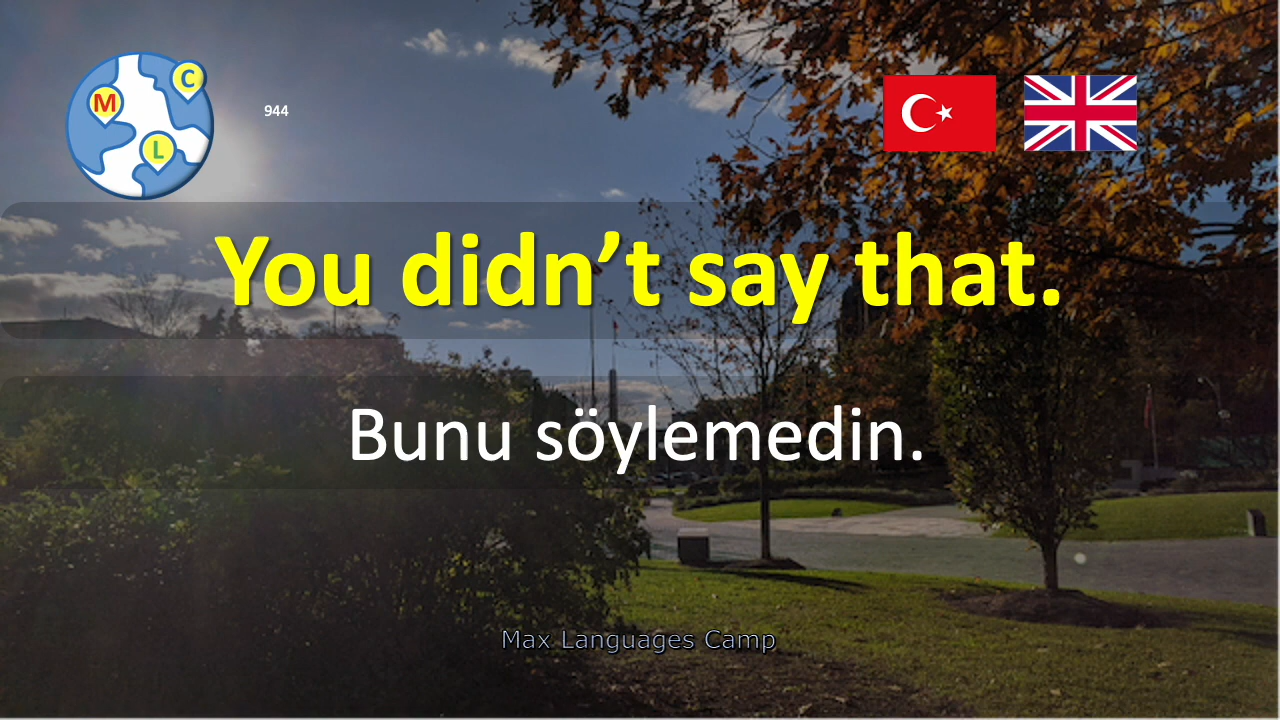 C
M
L
944
You didn’t say that.
Bunu söylemedin.
Max Languages Camp